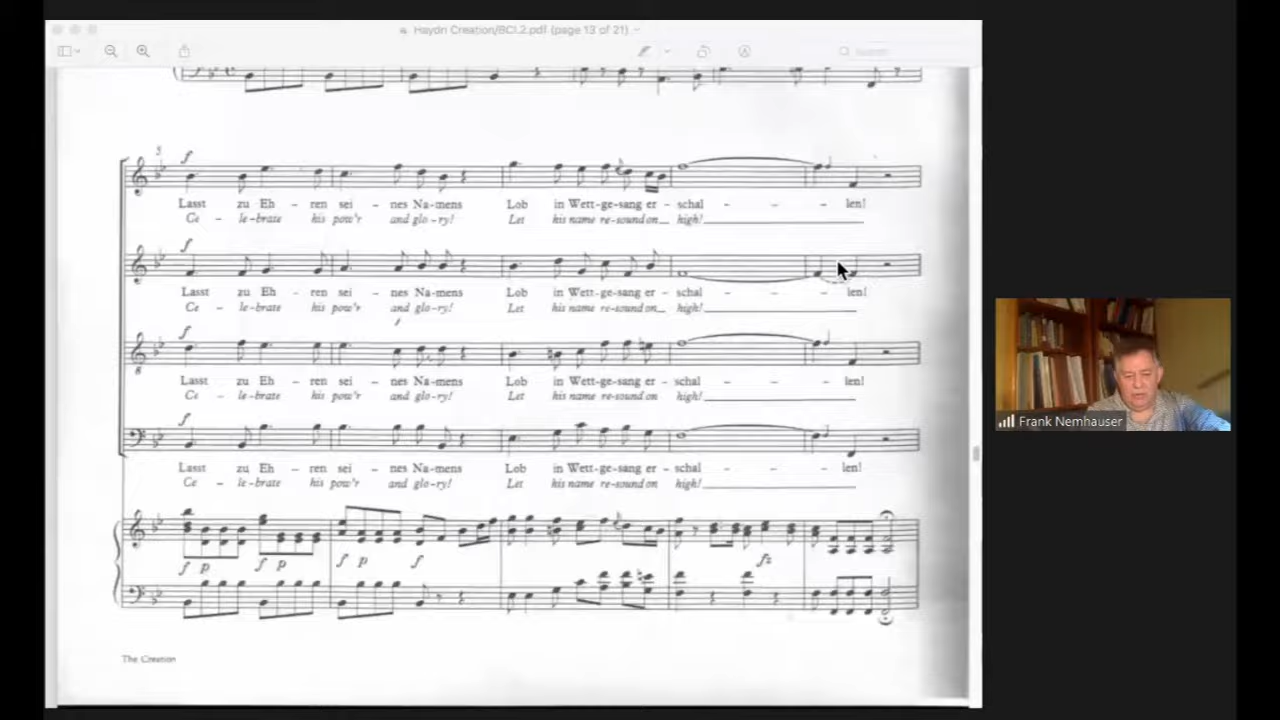 Haydn Creation/BCI.2.pdf (page 13 of 21)
Search
5
f
Lasst zu Eh – ren sei – nes Na-mens Lob in Wett-ge-sang er – schal – – – len!
Ce – le-brate his pow'r and glo-ry! Let his name re-sound on high!
f
Lasst zu Eh – ren sei – nes Na-mens Lob in Wett-ge-sang er – schal – – – len!
Ce – le-brate his pow'r and glo-ry! Let his name re-sound on high!
f
8
Lasst zu Eh – ren sei – nes Na-mens Lob in Wett-ge-sang er – schal – – – len!
Ce – le-brate his pow'r and glo-ry! Let his name re-sound on high!
f
Lasst zu Eh – ren sei – nes Na-mens Lob in Wett-ge-sang er – schal – – – len!
Ce – le-brate his pow'r and glo-ry! Let his name re-sound on high!
f p f p f p f fz
The Creation
Frank Nemhauser